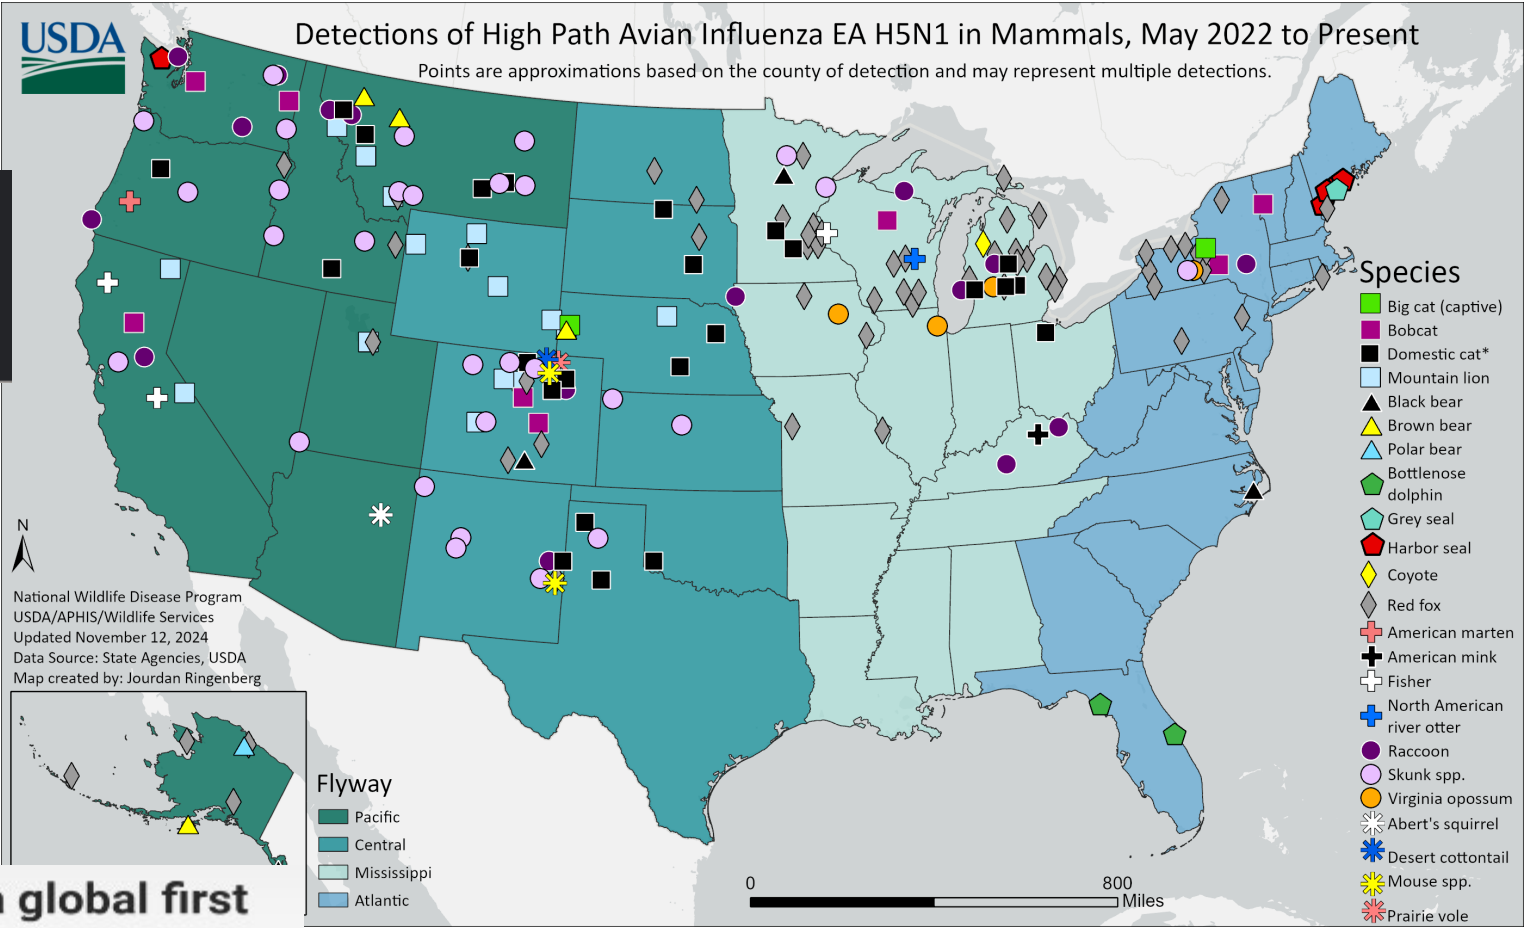 USDA
Detections of High Path Avian Influenza EA H5N1 in Mammals, May 2022 to Present
Points are approximations based on the county of detection and may represent multiple detections.
Species
Big cat (captive)
Bobcat
Domestic cat*
Mountain lion
Black bear
Brown bear
Polar bear
Bottlenose
dolphin
Grey seal
Harbor seal
Coyote
Red fox
American marten
American mink
Fisher
North American
river otter
Raccoon
Skunk spp.
Virginia opossum
Abert's squirrel
Desert cottontail
Mouse spp.
Prairie vole
N
National Wildlife Disease Program
USDA/APHIS/Wildlife Services
Updated November 12, 2024
Data Source: State Agencies, USDA
Map created by: Jourdan Ringenberg
Flyway
Pacific
Central
Mississippi
Atlantic
0 800
Miles
global first